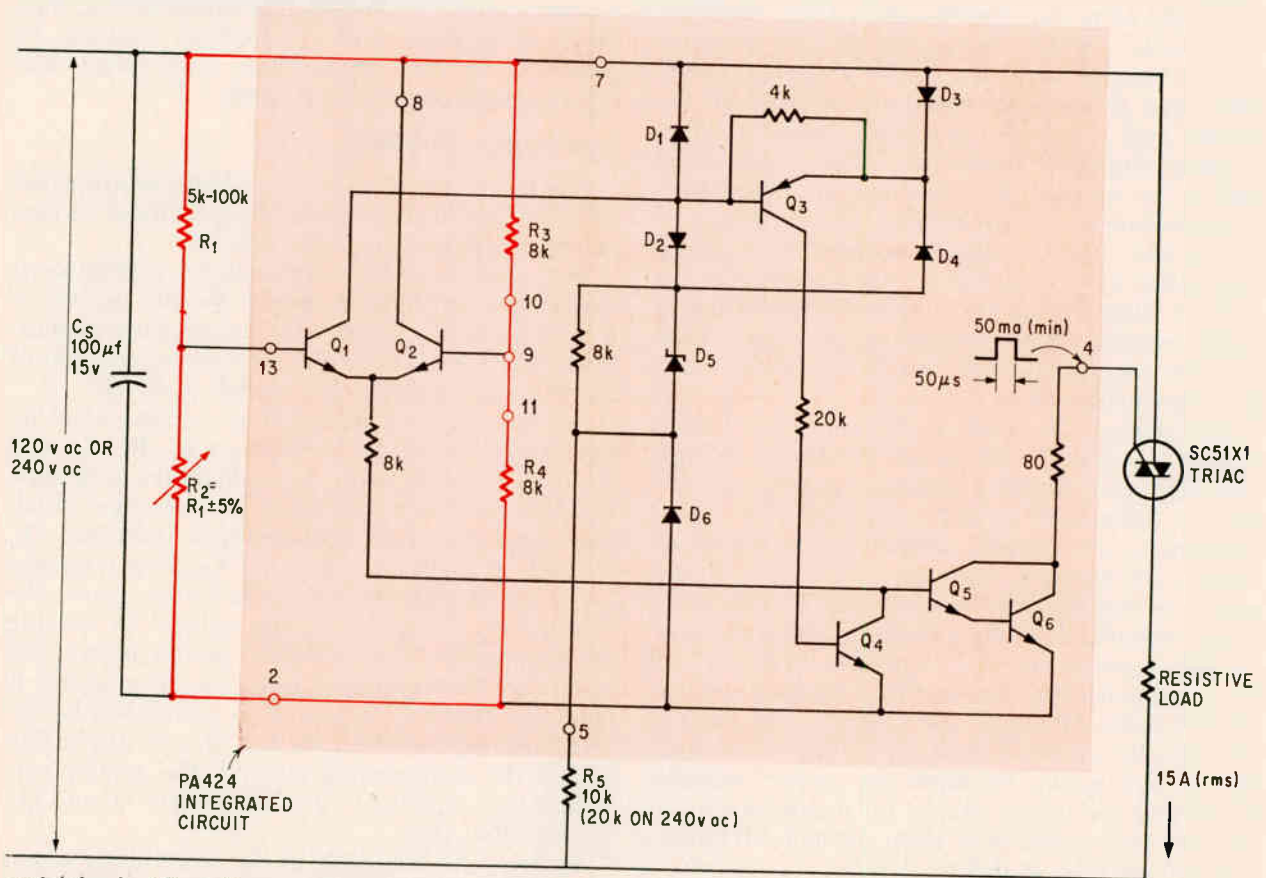 8
7
4k
D3
D1
5k-100k
R1
Q3
R3
8k
D2
D4
10
CS
100µf
15v
50ma (min)
4
Q1
Q2
9
8k
D5
13
50µs
11
20k
120 v ac OR
240 v ac
8k
R4
8k
80
SC51X1
TRIAC
R2=
R1±5%
D6
Q5
Q6
Q4
2
RESISTIVE
LOAD
5
PA424
INTEGRATED
CIRCUIT
R5
10k
(20k ON 240v ac)
15A (rms)